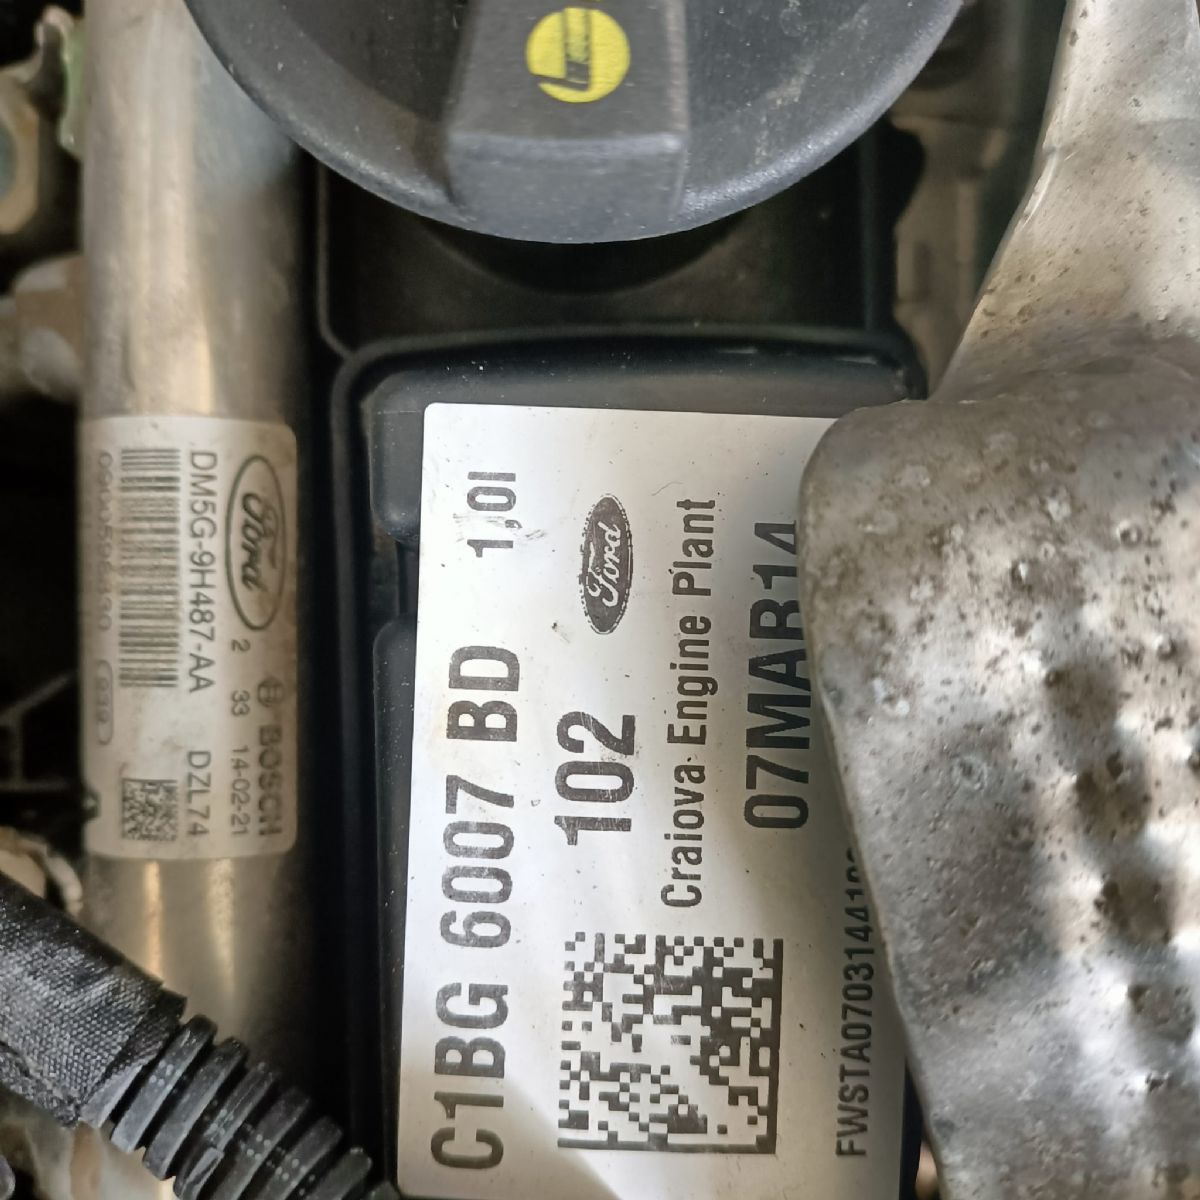 Ford
DM5G-9H487-AA
DZL74
2 33 14-02-21
BOSCH
C1BG 6007 BD 1,0l
102
Ford
Craiova Engine Plant
07MAR14